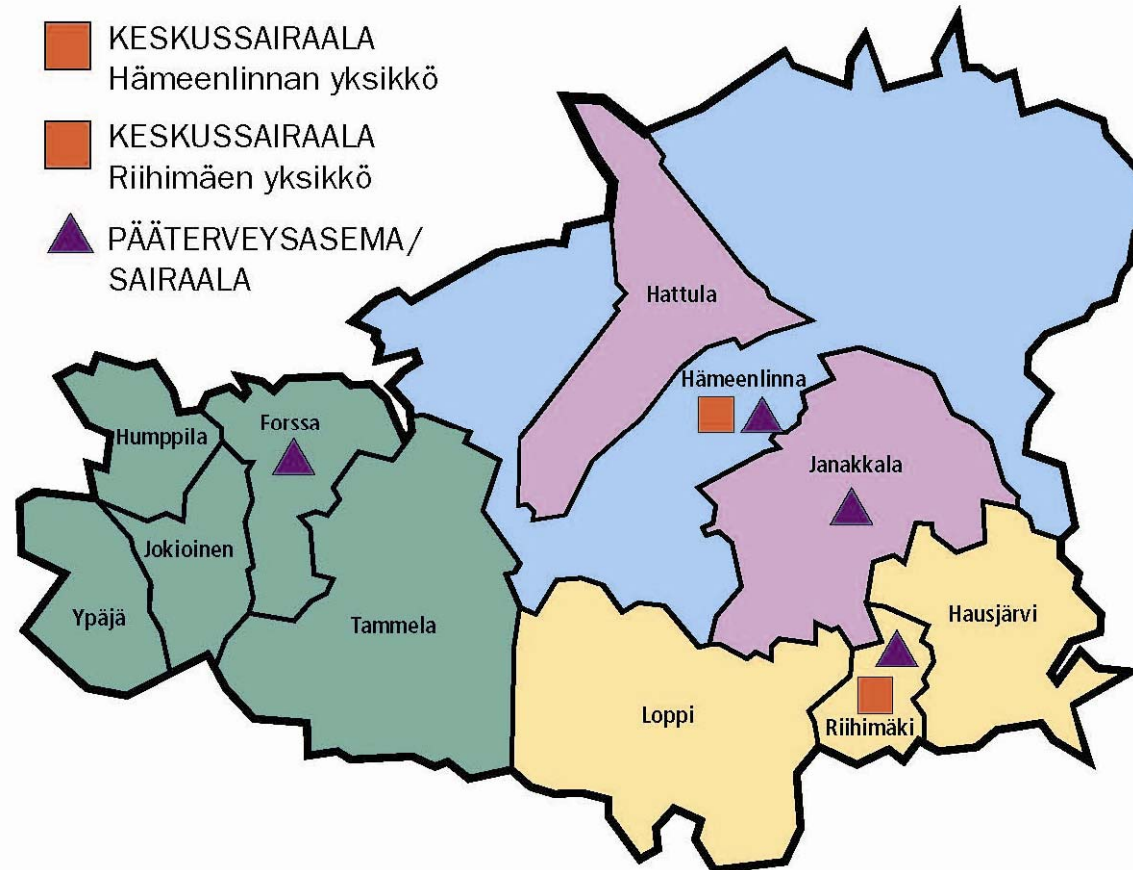 KESKUSSAIRAALA
Hämeenlinnan yksikkö
KESKUSSAIRAALA
Riihimäen yksikkö
PÄÄTERVEYSASEMA/
SAIRAALA
Hattula
Hämeenlinna
Humppila
Forssa
Janakkala
Jokioinen
Ypäjä
Tammela
Hausjärvi
Loppi
Riihimäki